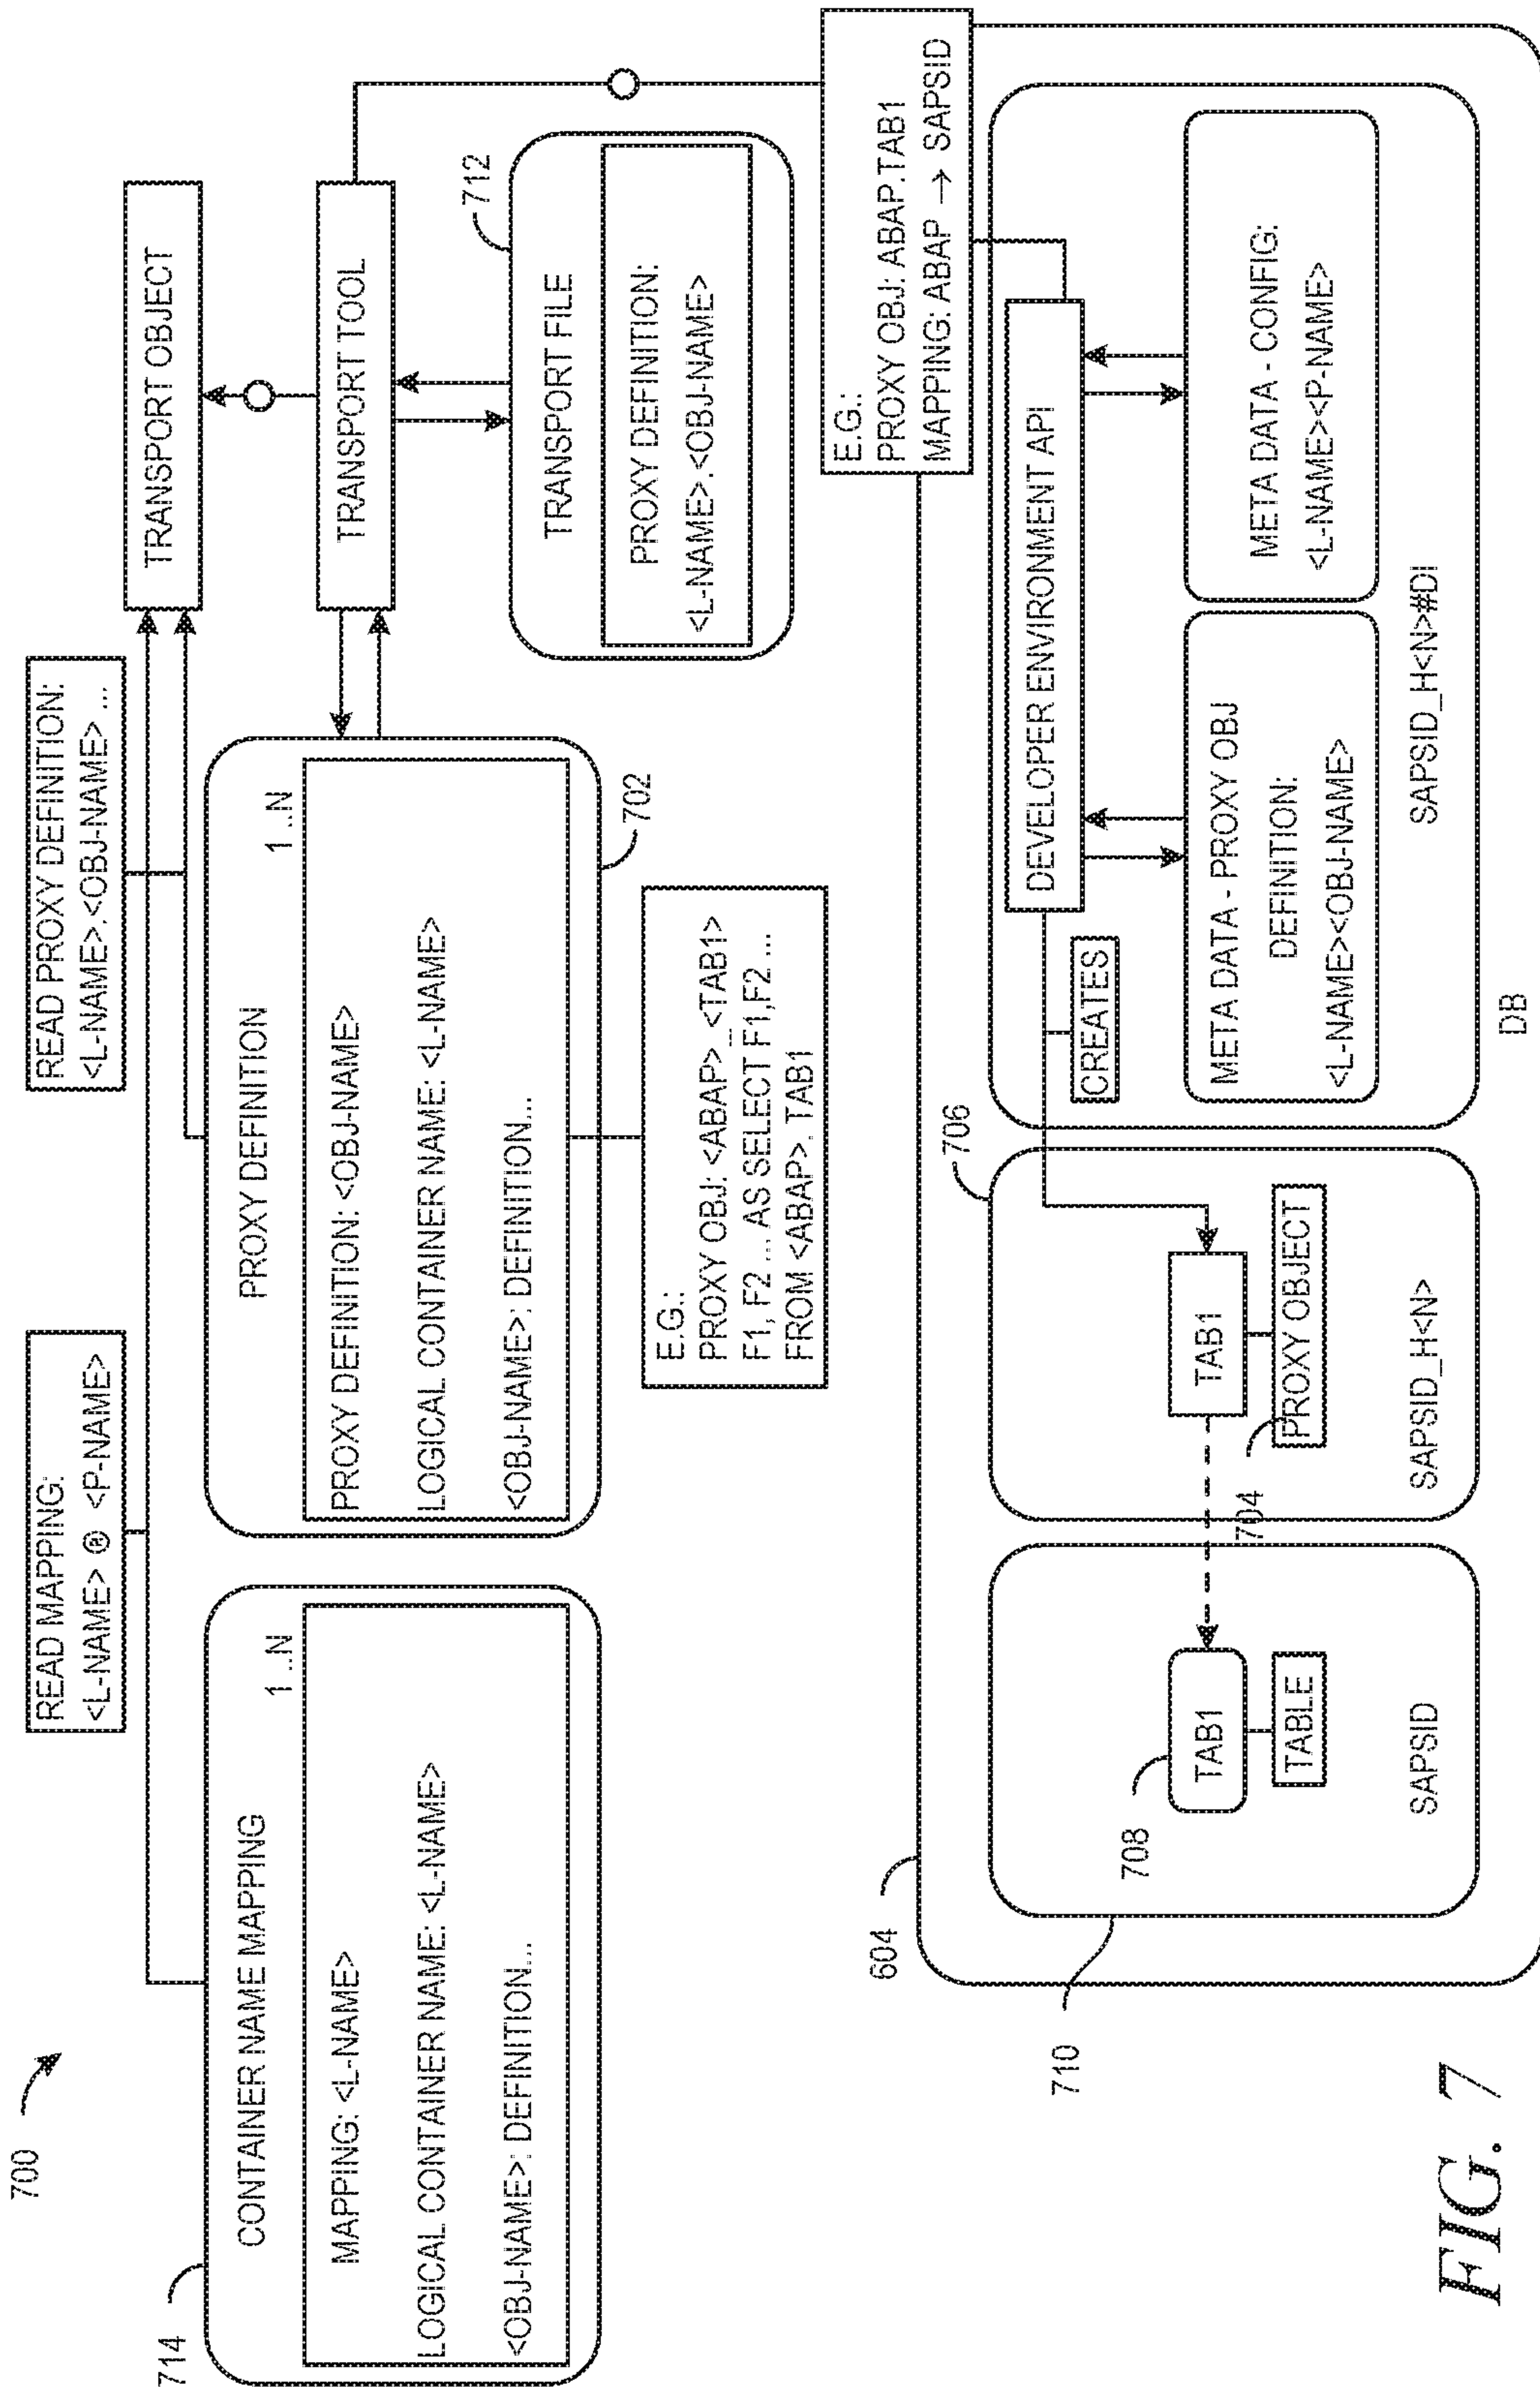 700
READ MAPPING:
<L-NAME> ® <P-NAME>
READ PROXY DEFINITION:
<L-NAME>.<OBJ-NAME> ...
TRANSPORT OBJECT
714
CONTAINER NAME MAPPING
1..N
MAPPING: <L-NAME>
LOGICAL CONTAINER NAME: <L-NAME>
<OBJ-NAME>: DEFINITION...
PROXY DEFINITION
1..N
PROXY DEFINITION: <OBJ-NAME>
LOGICAL CONTAINER NAME: <L-NAME>
<OBJ-NAME>: DEFINITION...
702
TRANSPORT TOOL
712
TRANSPORT FILE
PROXY DEFINITION:
<L-NAME>.<OBJ-NAME>
E.G.:
PROXY OBJ: <ABAP>_<TAB1>
F1, F2 ... AS SELECT F1,F2 ...
FROM <ABAP>. TAB1
E.G.:
PROXY OBJ: ABAP.TAB1
MAPPING: ABAP → SAPSID
604
710
708
TAB1
TABLE
SAPSID
706
TAB1
704
PROXY OBJECT
SAPSID_H<N>
CREATES
DEVELOPER ENVIRONMENT API
META DATA - PROXY OBJ
DEFINITION:
<L-NAME><OBJ-NAME>
META DATA - CONFIG:
<L-NAME><P-NAME>
SAPSID_H<N>#DI
DB
FIG. 7